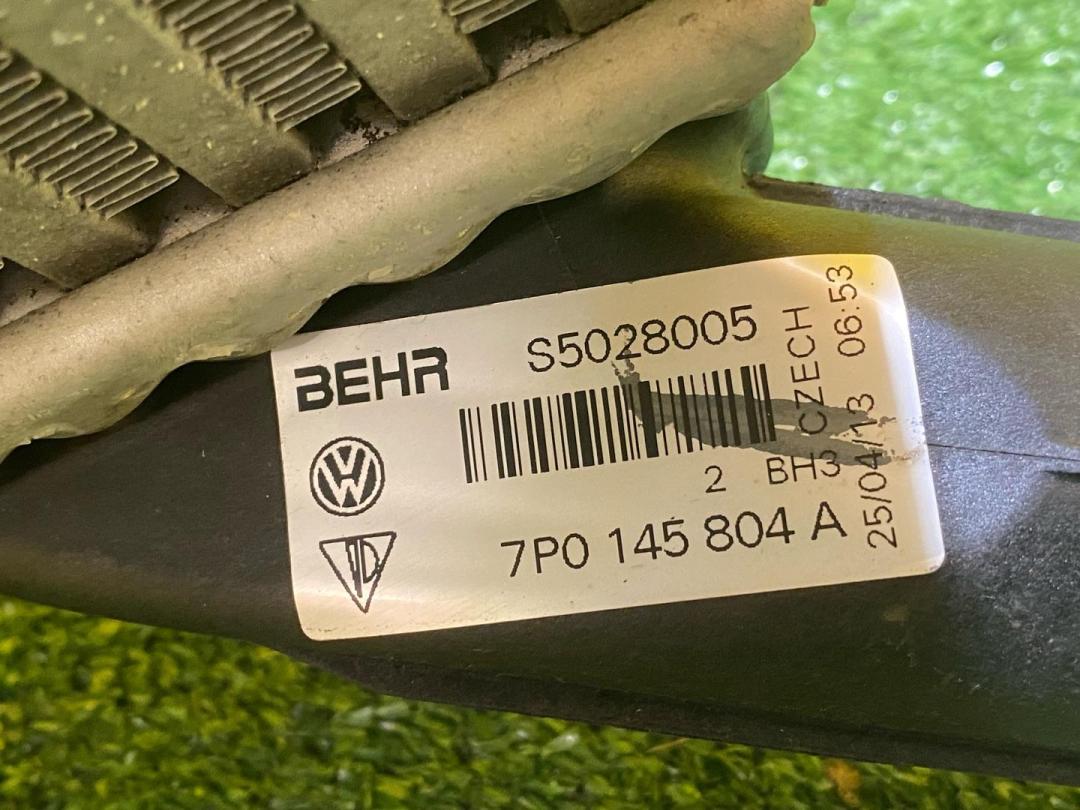 BEHR
S5028005
2 BH3
7P0 145 804 A
CZECH
25/04/13 06:53